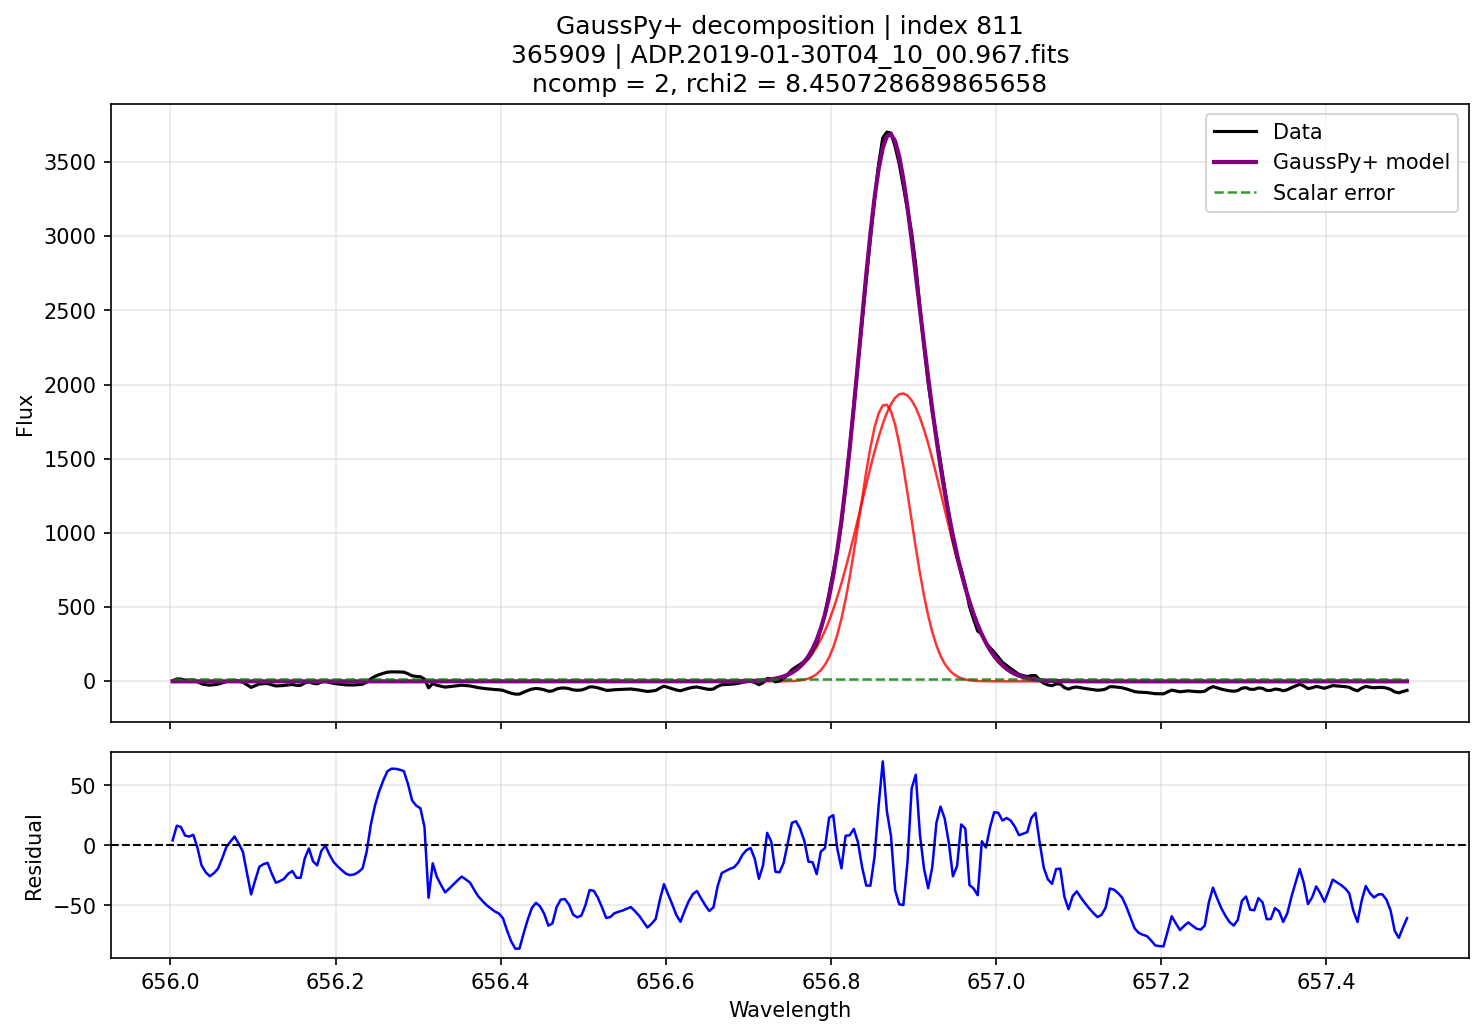 GaussPy+ decomposition | index 811
365909 | ADP.2019-01-30T04_10_00.967.fits
ncomp = 2, rchi2 = 8.450728689865658
Data
GaussPy+ model
Scalar error
Flux
3500
3000
2500
2000
1500
1000
500
0
Residual
50
0
−50
656.0
656.2
656.4
656.6
656.8
657.0
657.2
657.4
Wavelength